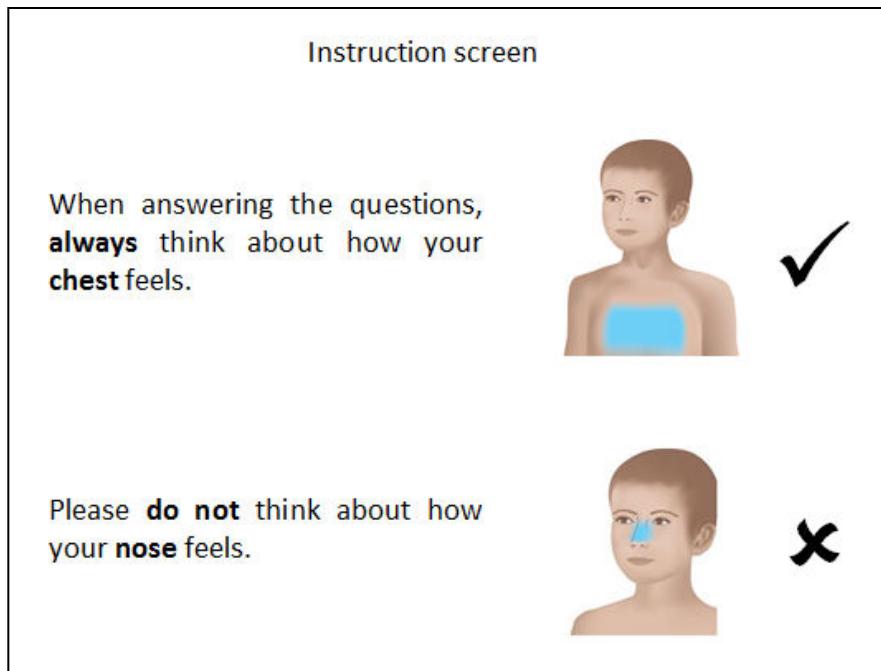 Instruction screen
When answering the questions,
always think about how your
chest feels.
Please do not think about how
your nose feels.